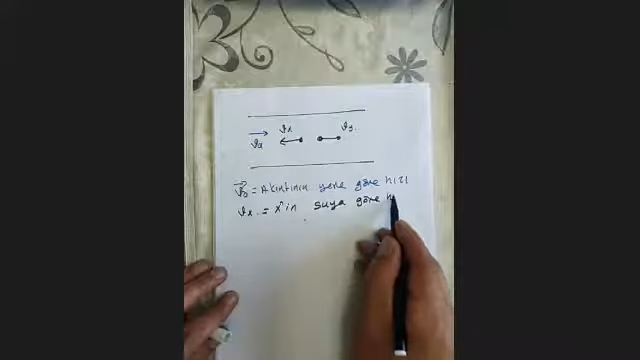 ϑx ϑy
ϑa
ϑa = Akıntının yere göre hızı
ϑx = X'in suya göre h